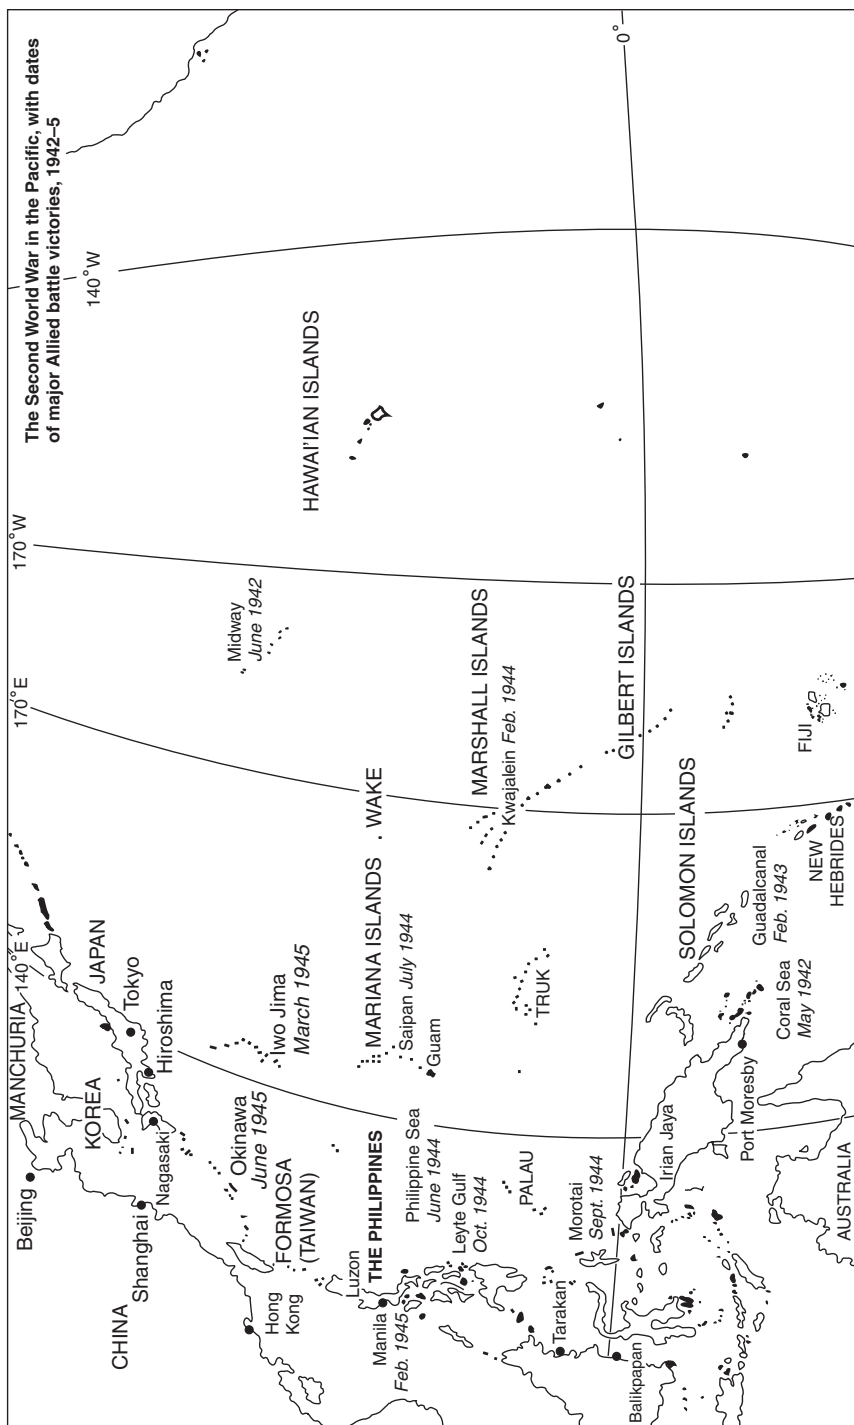 The Second World War in the Pacific, with dates
of major Allied battle victories, 1942–5
MANCHURIA
140°E
170°E
170°W
140°W
0°
Beijing
KOREA
JAPAN
Tokyo
Hiroshima
Nagasaki
CHINA
Shanghai
Hong
Kong
FORMOSA
(TAIWAN)
Okinawa
June 1945
Iwo Jima
March 1945
Midway
June 1942
HAWAI'IAN ISLANDS
MARIANA ISLANDS
WAKE
Saipan July 1944
Guam
Luzon
THE PHILIPPINES
Manila
Feb. 1945
Philippine Sea
June 1944
Leyte Gulf
Oct. 1944
MARSHALL ISLANDS
Kwajalein Feb. 1944
PALAU
TRUK
Morotai
Sept. 1944
Tarakan
Balikpapan
GILBERT ISLANDS
Irian Jaya
SOLOMON ISLANDS
Port Moresby
Guadalcanal
Feb. 1943
Coral Sea
May 1942
NEW
HEBRIDES
FIJI
AUSTRALIA